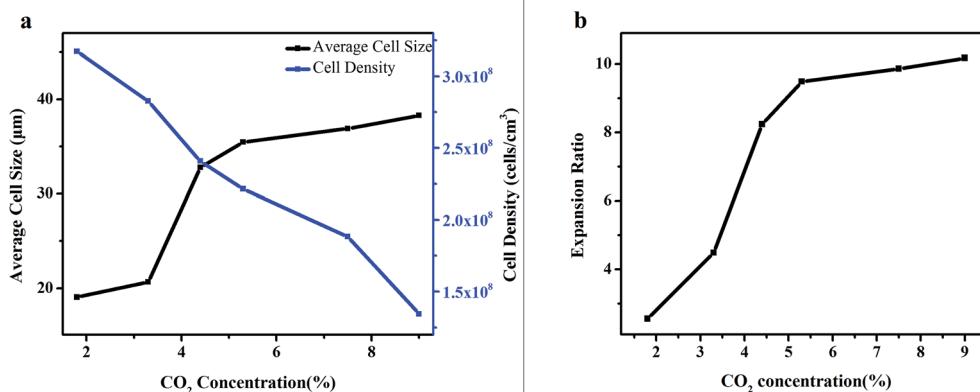 a
Average Cell Size
Cell Density
40
30
20
Average Cell Size (μm)
3.0x10⁸
2.5x10⁸
2.0x10⁸
1.5x10⁸
Cell Density (cells/cm³)
2 4 6 8
CO₂ Concentration(%)
b
10
8
6
4
Expansion Ratio
2 3 4 5 6 7 8 9
CO₂ concentration(%)